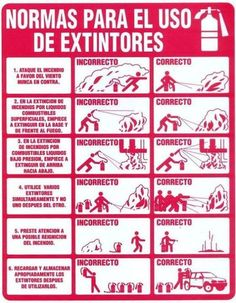 NORMAS PARA EL USO
DE EXTINTORES
INCORRECTO
CORRECTO
1. ATAQUE EL INCENDIO
A FAVOR DEL VIENTO
NUNCA EN CONTRA.
INCORRECTO
CORRECTO
2. EN LA EXTINCION DE
INCENDIOS POR LIQUIDOS
COMBUSTIBLES
SUPERFICIALES, EMPIECE A
EXTINGUIR EN LA BASE Y
DE FRENTE AL FUEGO.
INCORRECTO
CORRECTO
3. EN LA EXTINCION
DE INCENDIOS POR
COMBUSTIBLES LIQUIDOS
BAJO PRESION, EMPIECE A
EXTINGUIR DE ARRIBA
HACIA ABAJO.
INCORRECTO
CORRECTO
4. UTILICE VARIOS
EXTINTORES
SIMULTANEAMENTE Y NO
UNO DESPUES DEL OTRO.
INCORRECTO
CORRECTO
5. PRESTE ATENCION A
UNA POSIBLE REIGNICION
DEL INCENDIO.
INCORRECTO
CORRECTO
6. RECARGAR Y ALMACENAR
APROPIADAMENTE LOS
EXTINTORES DESPUES
DE UTILIZARLOS.